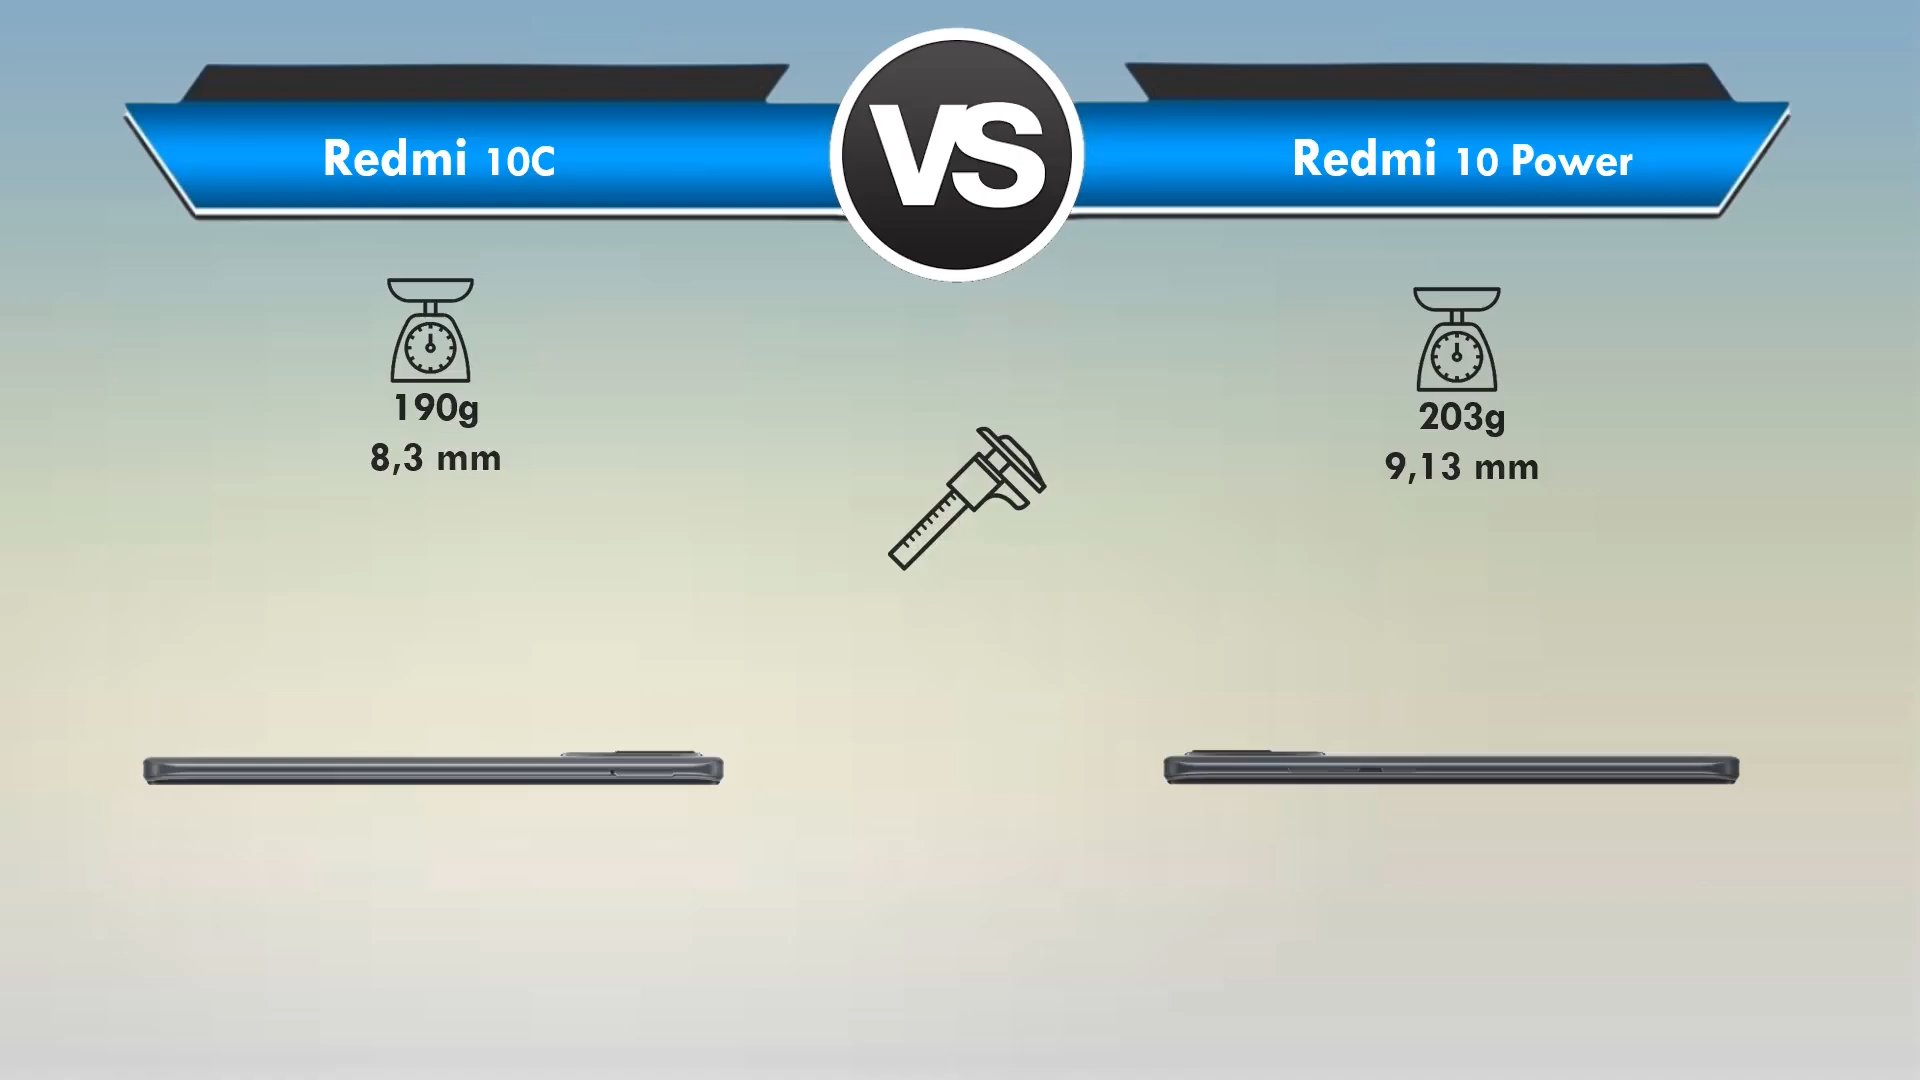 Redmi 10C
VS
Redmi 10 Power
190g
8,3 mm
203g
9,13 mm